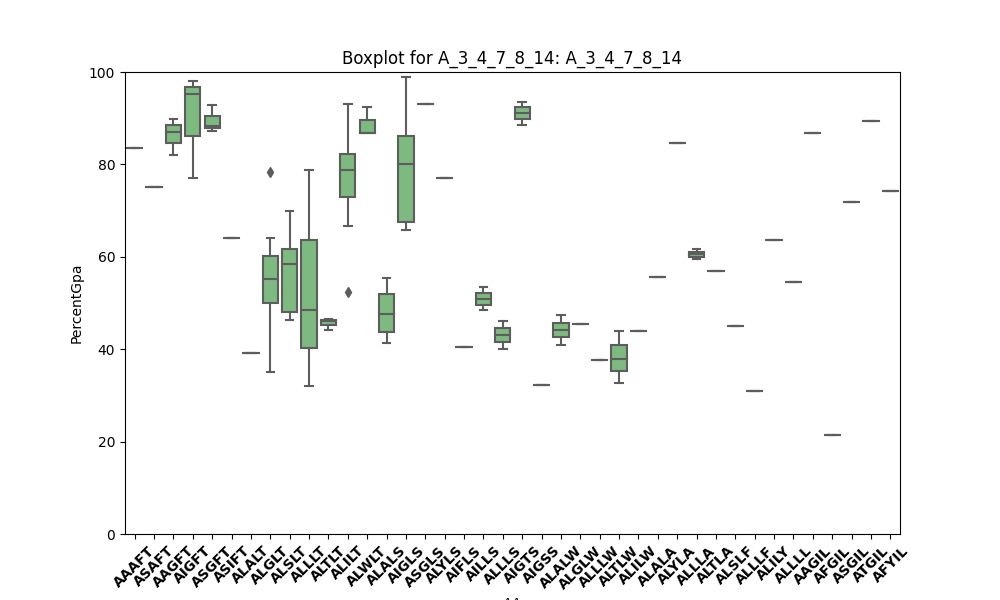 Boxplot for A_3_4_7_8_14: A_3_4_7_8_14
PercentGpa
100
80
60
40
20
0
AAAFT
ASAFT
AAGFT
AIGFT
ASGFT
ASIFT
ALALT
ALGLT
ALSLT
ALLLT
ALTLT
ALILT
ALWLT
ALALS
AIGLS
ASGLS
ALYLS
AIFLS
AILLS
ALLLS
AIGTS
AIGSS
ALALW
ALGLW
ALLLW
ALTLW
ALILW
ALALA
ALYLA
ALLLA
ALTLA
ALSLF
ALLLF
ALILY
ALLLL
AAGIL
AFGIL
ASGIL
ATGIL
AFYIL